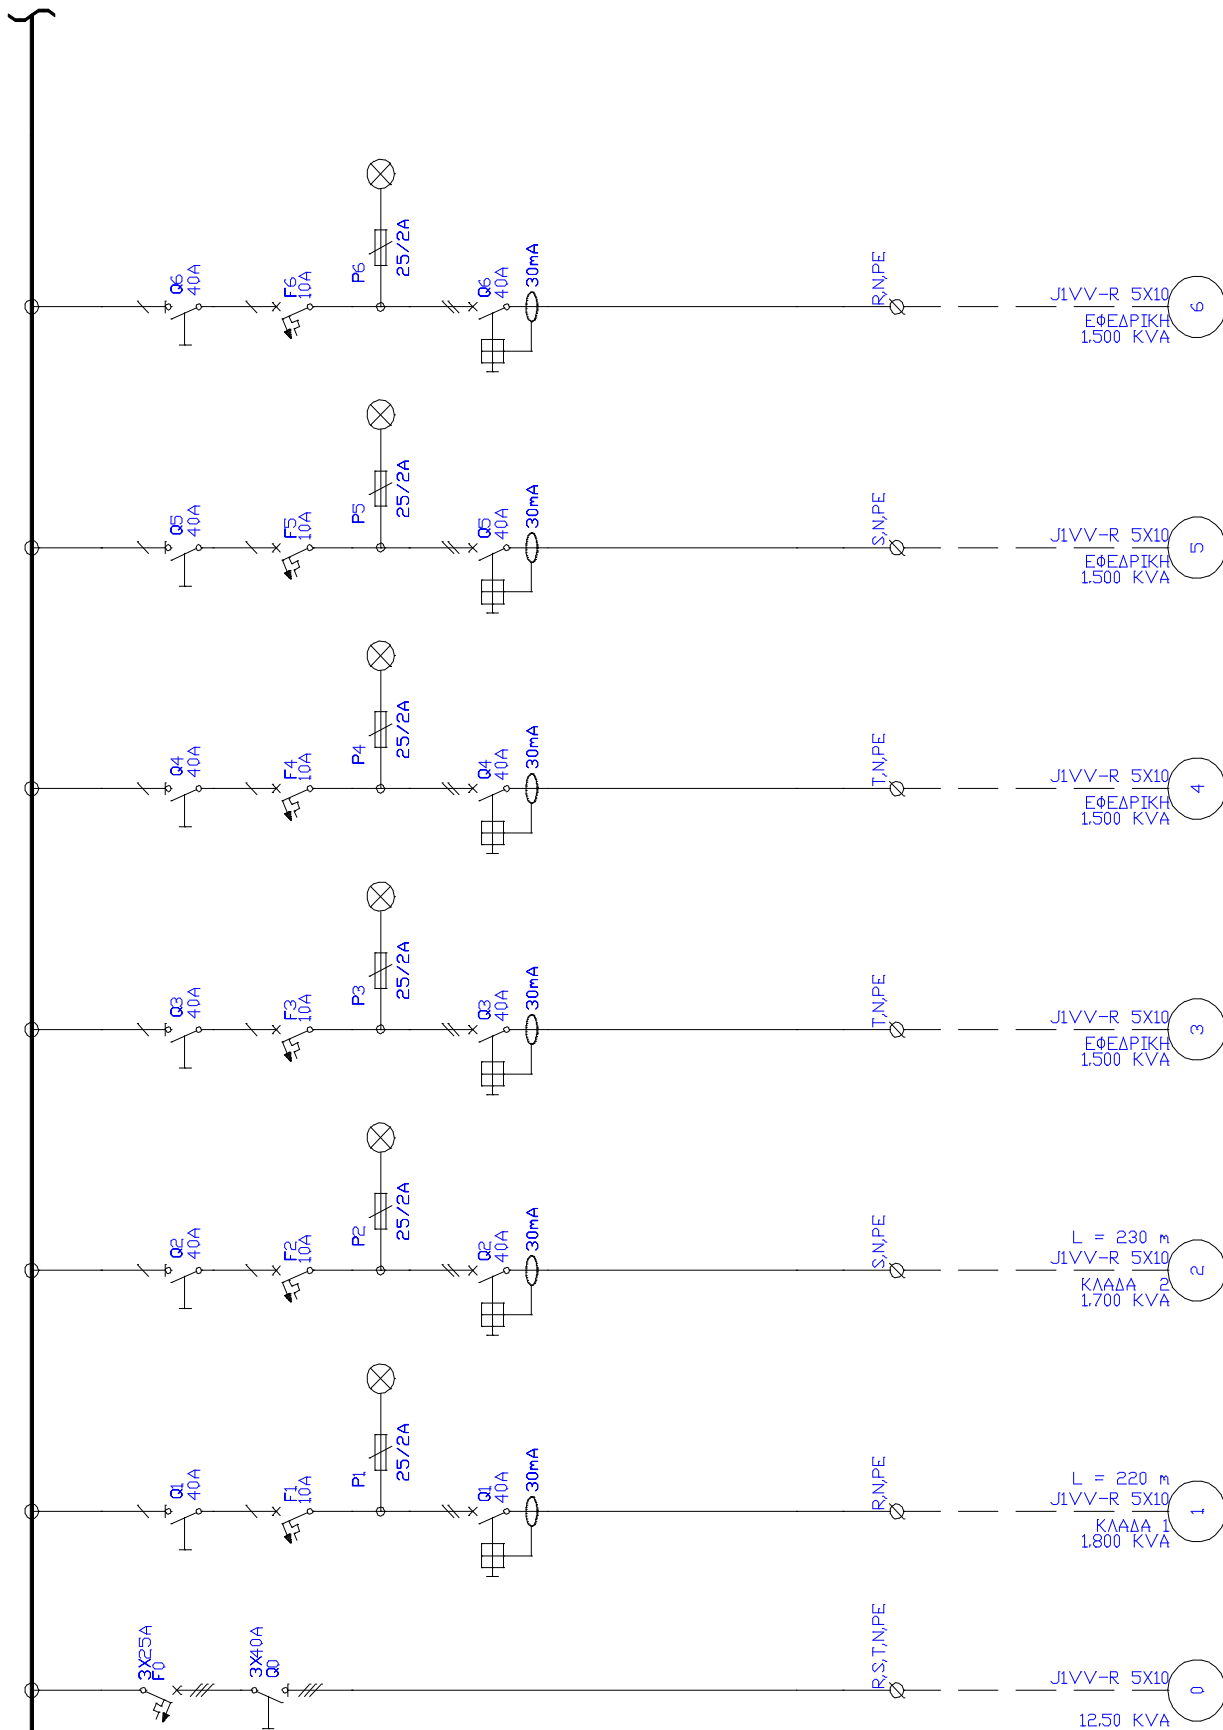 Q6
40A
F6
10A
P6
25/2A
Q6
40A
30mA
R,N,PE
J1VV-R 5X10
ΕΦΕΔΡΙΚΗ
1.500 KVA
6
Q5
40A
F5
10A
P5
25/2A
Q5
40A
30mA
S,N,PE
J1VV-R 5X10
ΕΦΕΔΡΙΚΗ
1.500 KVA
5
Q4
40A
F4
10A
P4
25/2A
Q4
40A
30mA
T,N,PE
J1VV-R 5X10
ΕΦΕΔΡΙΚΗ
1.500 KVA
4
Q3
40A
F3
10A
P3
25/2A
Q3
40A
30mA
T,N,PE
J1VV-R 5X10
ΕΦΕΔΡΙΚΗ
1.500 KVA
3
Q2
40A
F2
10A
P2
25/2A
Q2
40A
30mA
S,N,PE
L = 230 m
J1VV-R 5X10
ΚΛΑΔΑ 2
1.700 KVA
2
Q1
40A
F1
10A
P1
25/2A
Q1
40A
30mA
R,N,PE
L = 220 m
J1VV-R 5X10
ΚΛΑΔΑ 1
1.800 KVA
1
3X25A
F0
3X40A
Q0
R,S,T,N,PE
J1VV-R 5X10
12.50 KVA
0